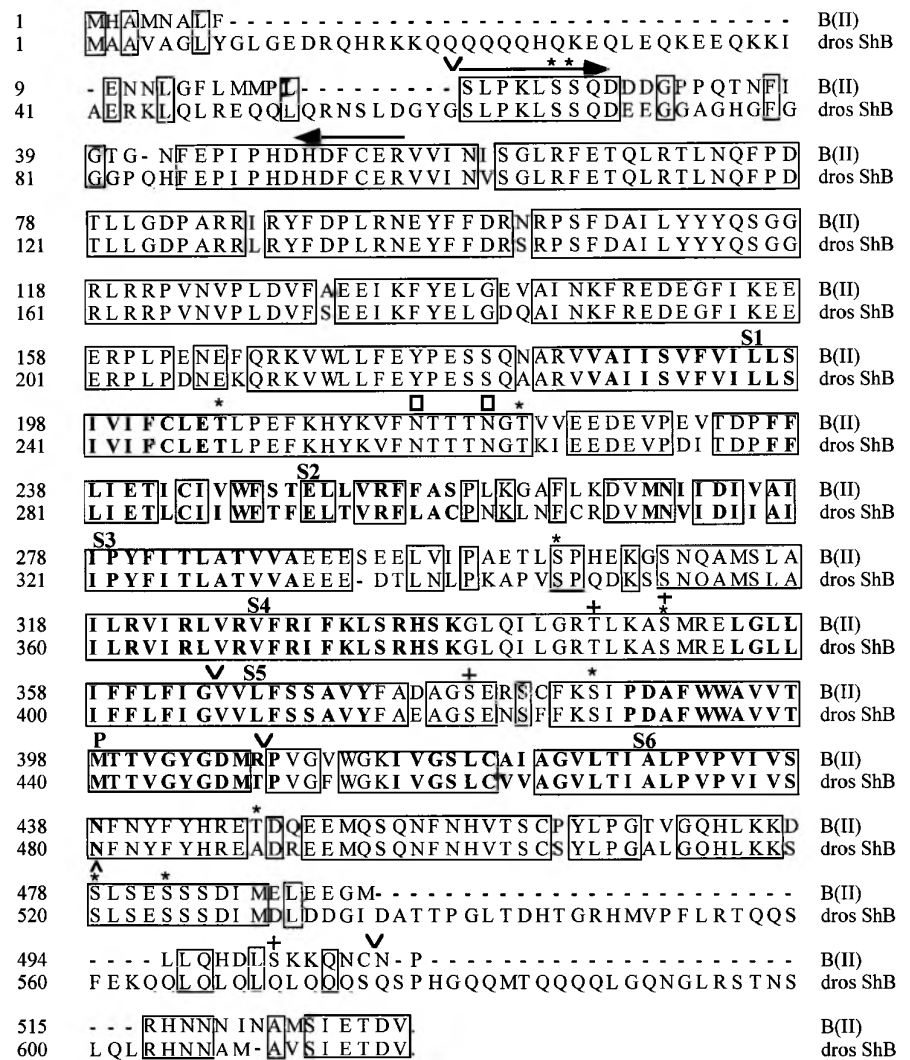 1 MHAMNALF-------------------------------- B(II)
1 MAAVAGLYGLGEDRQHRKKQQQQQQHQKEQLEQKEEQKKI dros ShB
* *
9 -ENNLGFLMMPL---------SLPKLSSQDDDGPPQTNFI B(II)
41 AERKLQLREQQLQRNSLDGYGSLPKLSSQDEEGGAGHGFG dros ShB
39 GTG-NFEPIPHDHDFCERVVINISGLRFETQLRTLNQFPD B(II)
81 GGPQHFEPIPHDHDFCERVVINVSGLRFETQLRTLNQFPD dros ShB
78 TLLGDPARRIRYFDPLRNEYFFDRNRPSFDAILYYYQSGG B(II)
121 TLLGDPARRLRYFDPLRNEYFFDRSRPSFDAILYYYQSGG dros ShB
118 RLRRPVNVPLDVFAEEIKFYELGEVAINKFREDEGFIKEE B(II)
161 RLRRPVNVPLDVFSEEIKFYELGDQAINKFREDEGFIKEE dros ShB
S1
158 ERPLPENEFQRKVWLLFEYPESSQNARVVAIISVFVILLS B(II)
201 ERPLPDNEKQRKVWLLFEYPESSQAARVVAIISVFVILLS dros ShB
* *
198 IVIFCLETLPEFKHYKVFNTTTNGTVVEEDEVPEVTDPFF B(II)
241 IVIFCLETLPEFKHYKVFNTTTNGTKIEEDEVPDITDPFF dros ShB
S2
238 LIETICIVWFSTELLVRFFASPLKGAFLKDVMNIIDIVAI B(II)
281 LIETLCIIWFTFELTVRFLACPNKLNFCRDVMNVIDIIAI dros ShB
S3 *
278 IPYFITLATVVAEEESEELVIPAETLSPHEKGSNQAMSLA B(II)
321 IPYFITLATVVAEEE-DTLNLPKAPVSPQDKSSNQAMSLA dros ShB
S4 + + *
318 ILRVIRLVRVFRIFKLSRHSKGLQILGRTLKASMRELGLL B(II)
360 ILRVIRLVRVFRIFKLSRHSKGLQILGRTLKASMRELGLL dros ShB
S5 + *
358 IFFLFIGVVLFSSAVYFADAGSERSCFKSIPDAFWWAVVT B(II)
400 IFFLFIGVVLFSSAVYFAEAGSENSFFKSIPDAFWWAVVT dros ShB
P S6
398 MTTVGYGDMRPVGVWGKIVGSLCAIAGVLTIALPVPVIVS B(II)
440 MTTVGYGDMTPVGFWGKIVGSLCVVAGVLTIALPVPVIVS dros ShB
*
438 NFNYFYHRETDQEEMQSQNFNHVTSCPYLPGTVGQHLKKD B(II)
480 NFNYFYHREADREEMQSQNFNHVTSCSYLPGALGQHLKKS dros ShB
* *
478 SLSESSSDIMELEEGM------------------------ B(II)
520 SLSESSSDIMDLDDGIDATTPGLTDHTGRHMVPFLRTQQS dros ShB
+
494 ----LLQHDLSKKQNCN-P--------------------- B(II)
560 FEKQQLQLQLQLQQQSQSPHGQQMTQQQQLGQNGLRSTNS dros ShB
515 ---RHNNNINAMSIETDV. B(II)
600 LQLRHNNAM-AVSIETDV. dros ShB